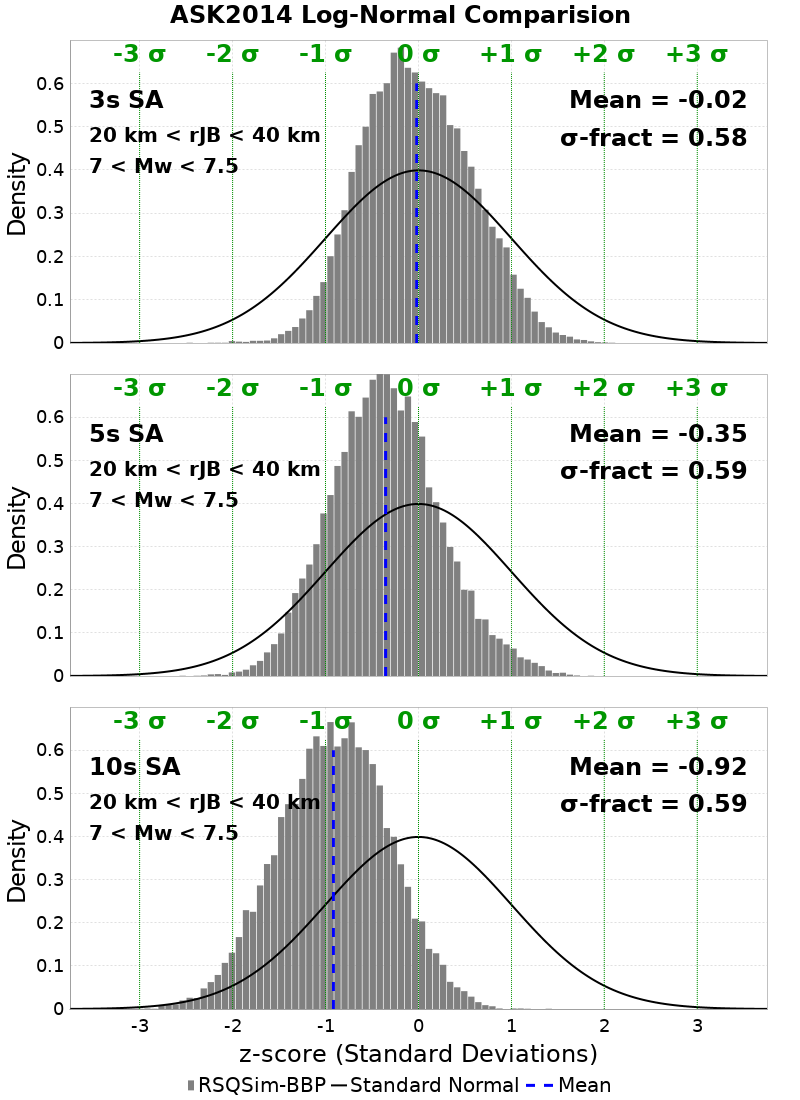 ASK2014 Log-Normal Comparision
-3 σ -2 σ -1 σ 0 σ +1 σ +2 σ +3 σ
3s SA
20 km < rJB < 40 km
7 < Mw < 7.5
Mean = -0.02
σ-fract = 0.58
Density
0.6
0.5
0.4
0.3
0.2
0.1
0
-3 σ -2 σ -1 σ 0 σ +1 σ +2 σ +3 σ
5s SA
20 km < rJB < 40 km
7 < Mw < 7.5
Mean = -0.35
σ-fract = 0.59
Density
0.6
0.5
0.4
0.3
0.2
0.1
0
-3 σ -2 σ -1 σ 0 σ +1 σ +2 σ +3 σ
10s SA
20 km < rJB < 40 km
7 < Mw < 7.5
Mean = -0.92
σ-fract = 0.59
Density
0.6
0.5
0.4
0.3
0.2
0.1
0
-3 -2 -1 0 1 2 3
z-score (Standard Deviations)
RSQSim-BBP Standard Normal Mean